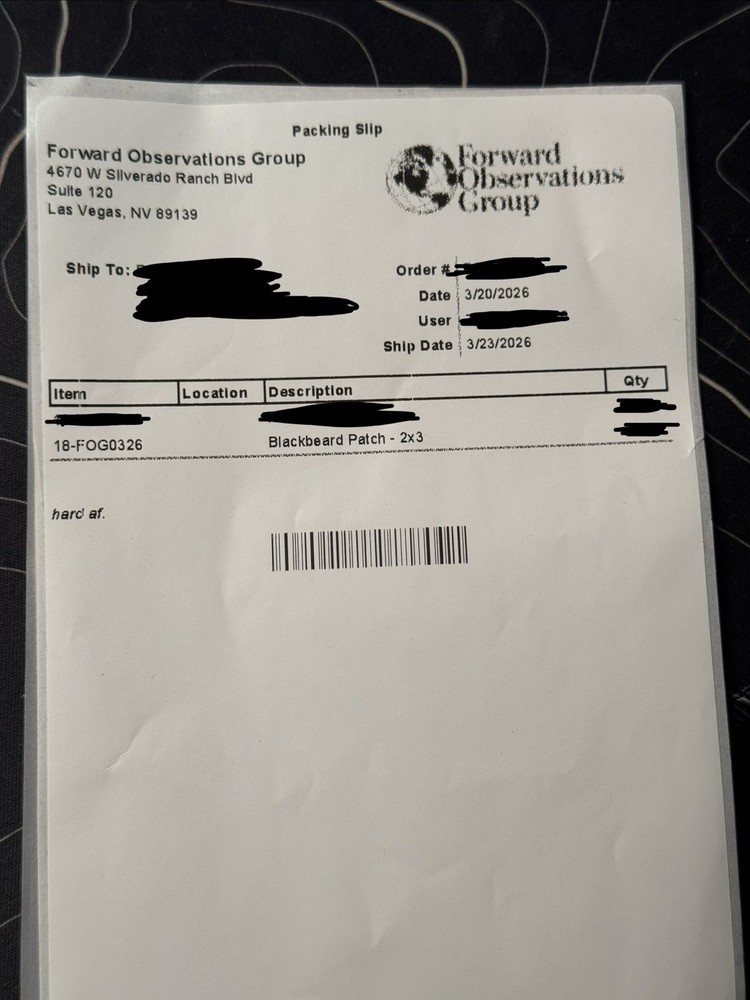 Packing Slip
Forward Observations Group
4670 W Silverado Ranch Blvd
Suite 120
Las Vegas, NV 89139
Forward
Observations
Group
Ship To:
Order #
Date 3/20/2026
User
Ship Date 3/23/2026
Item Location Description Qty
18-FOG0326 Blackbeard Patch - 2x3
hard af.